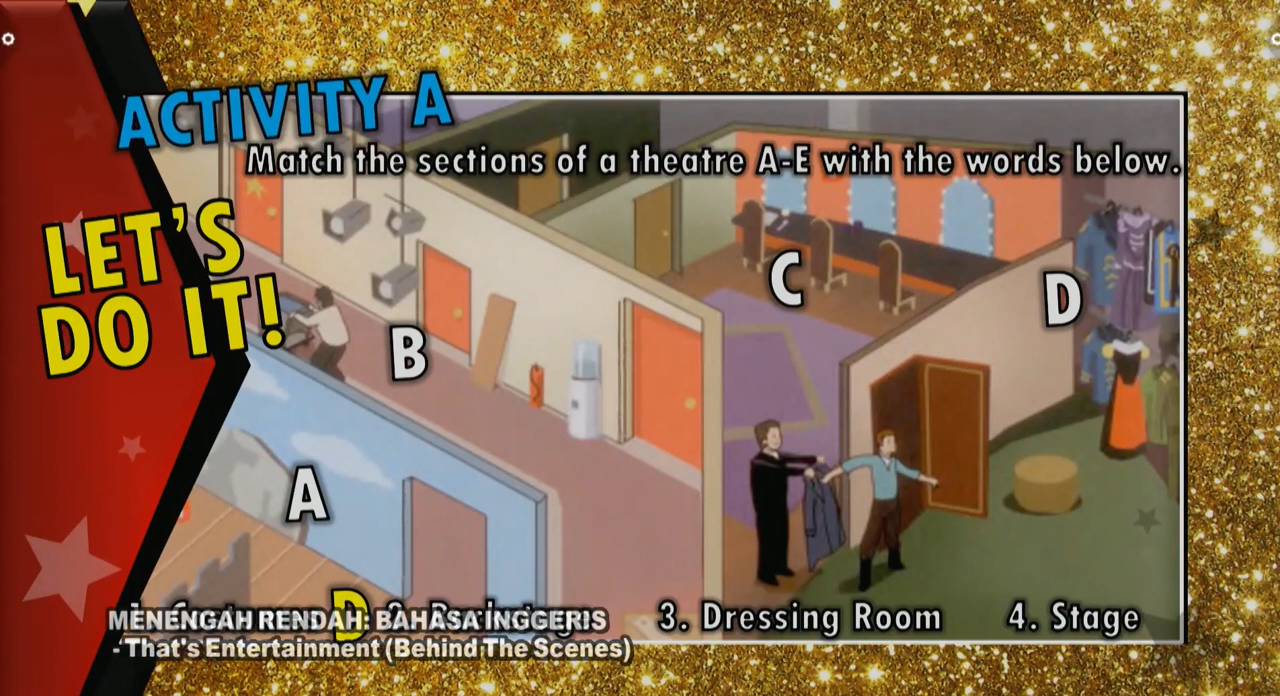 ACTIVITY A
Match the sections of a theatre A-E with the words below.
LET'S
DO IT!
C
D
B
A
D
3. Dressing Room 4. Stage
MENENGAH RENDAH: BAHASA INGGERIS
- That's Entertainment (Behind The Scenes)